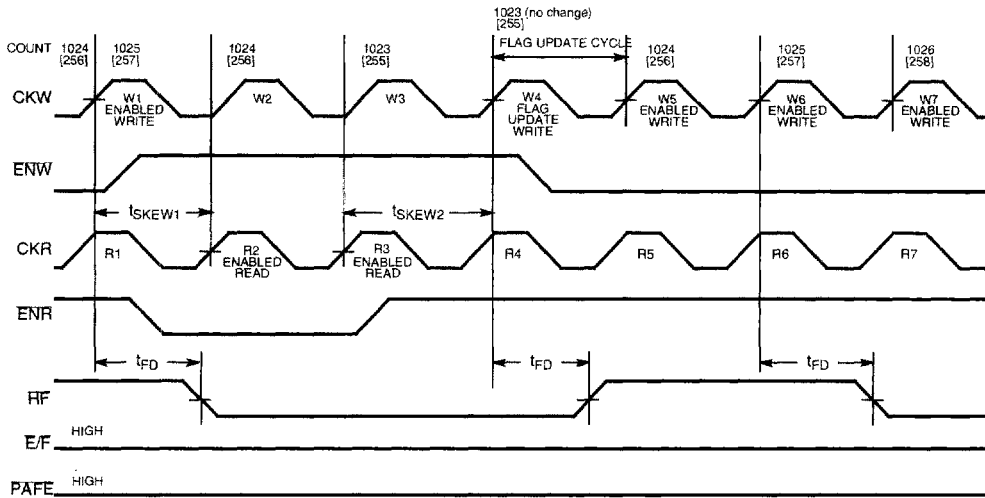 1023 (no change)
[255]
COUNT 1024 1025 1024 1023 FLAG UPDATE CYCLE 1024 1025 1026
[256] [257] [256] [255] [256] [257] [258]
CKW W1 W2 W3 W4 W5 W6 W7
ENABLED WRITE FLAG UPDATE WRITE ENABLED WRITE ENABLED WRITE ENABLED WRITE
ENW
tSKEW1 tSKEW2
CKR R1 R2 R3 R4 R5 R6 R7
ENABLED READ ENABLED READ
ENR
tFD tFD tFD
HF
E/F HIGH
PAFE HIGH